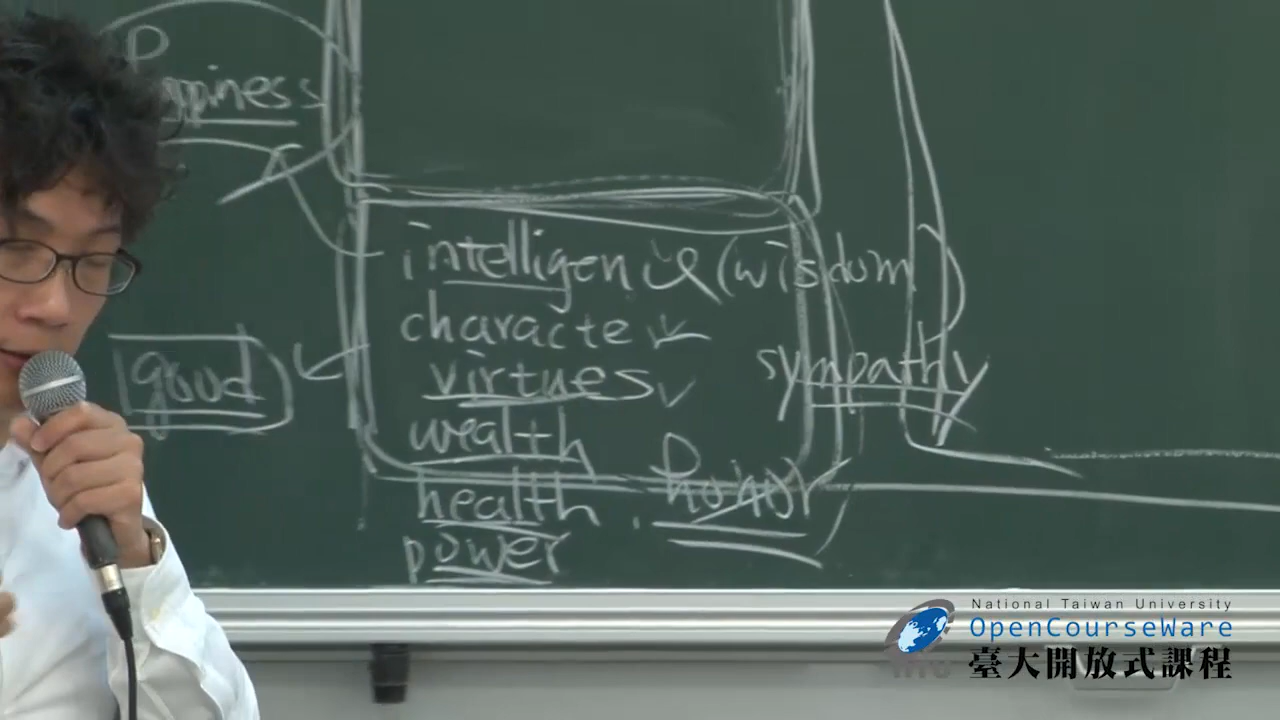 ppiness
intelligence (wisdom)
character
sympathy
good
virtues
wealth
health . honor
power
National Taiwan University
OpenCourseWare
臺大開放式課程